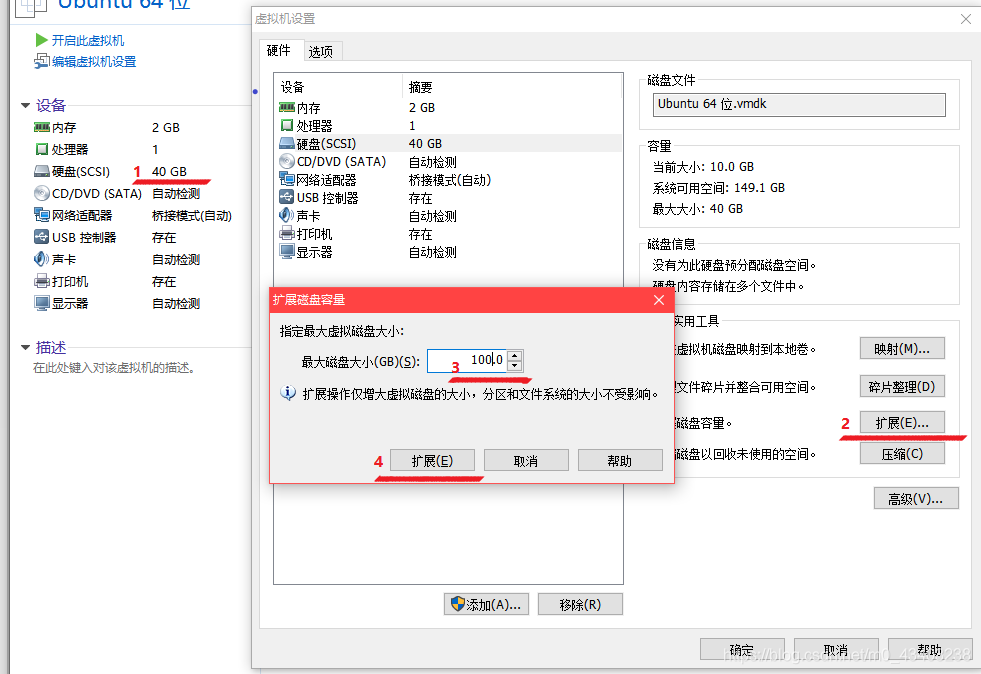 Ubuntu 64 位
开启此虚拟机
编辑虚拟机设置
设备
内存 2 GB
处理器 1
硬盘(SCSI) 1 40 GB
CD/DVD (SATA) 自动检测
网络适配器 桥接模式(自动)
USB 控制器 存在
声卡 自动检测
打印机 存在
显示器 自动检测
描述
在此处键入对该虚拟机的描述。
虚拟机设置
硬件 选项
设备 摘要
内存 2 GB
处理器 1
硬盘(SCSI) 40 GB
CD/DVD (SATA) 自动检测
网络适配器 桥接模式(自动)
USB 控制器 存在
声卡 自动检测
打印机 存在
显示器 自动检测
磁盘文件
Ubuntu 64 位.vmdk
容量
当前大小: 10.0 GB
系统可用空间: 149.1 GB
最大大小: 40 GB
磁盘信息
没有为此硬盘预分配磁盘空间。
硬盘内容存储在多个文件中。
实用工具
虚拟机磁盘映射到本地卷。 映射(M)...
文件碎片并整合可用空间。 碎片整理(D)
磁盘容量。 2 扩展(E)...
磁盘以回收未使用的空间。 压缩(C)
高级(V)...
扩展磁盘容量
指定最大虚拟磁盘大小:
最大磁盘大小(GB)(S): 3 100.0
扩展操作仅增大虚拟磁盘的大小，分区和文件系统的大小不受影响。
4 扩展(E) 取消 帮助
添加(A)... 移除(R)
确定 取消 帮助